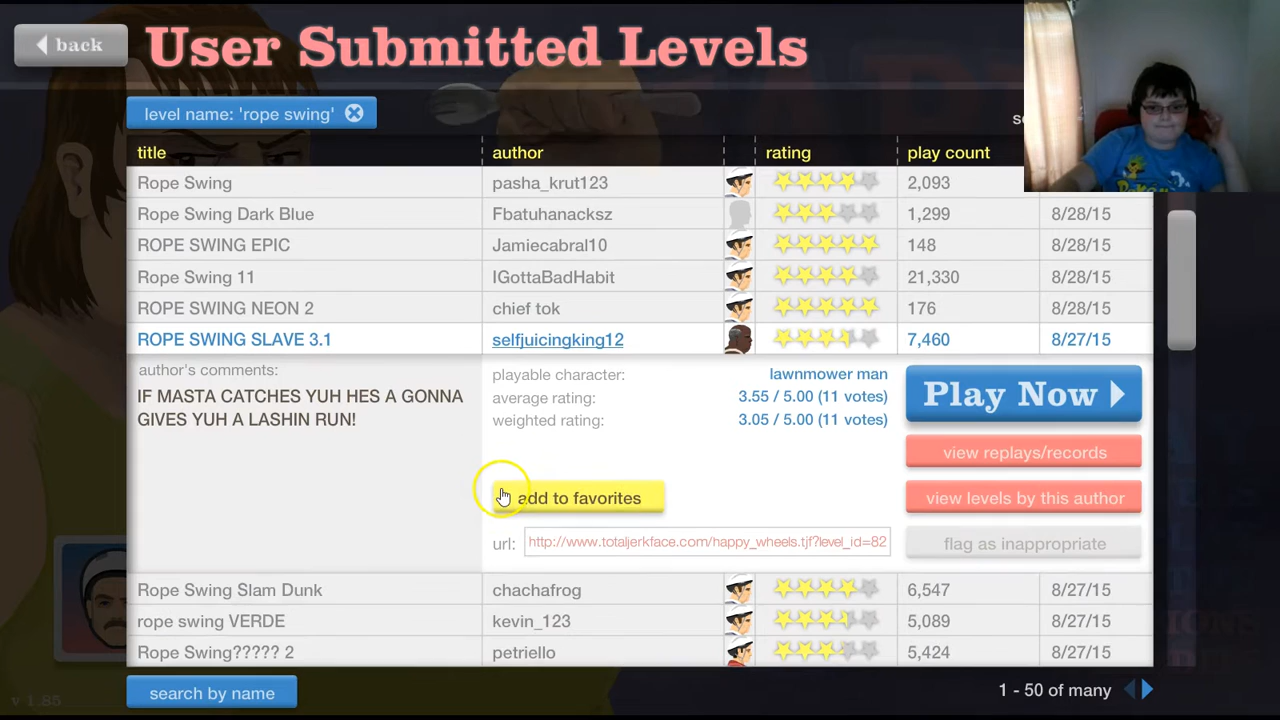 back
User Submitted Levels
level name: 'rope swing'
title author rating play count
Rope Swing pasha_krut123 2,093
Rope Swing Dark Blue Fbatuhanacksz 1,299 8/28/15
ROPE SWING EPIC Jamiecabral10 148 8/28/15
Rope Swing 11 IGottaBadHabit 21,330 8/28/15
ROPE SWING NEON 2 chief tok 176 8/28/15
ROPE SWING SLAVE 3.1 selfjuicingking12 7,460 8/27/15
author's comments:
IF MASTA CATCHES YUH HES A GONNA
GIVES YUH A LASHIN RUN!
playable character: lawnmower man
average rating: 3.55 / 5.00 (11 votes)
weighted rating: 3.05 / 5.00 (11 votes)
add to favorites
url: http://www.totaljerkface.com/happy_wheels.tjf?level_id=82
Play Now
view replays/records
view levels by this author
flag as inappropriate
Rope Swing Slam Dunk chachafrog 6,547 8/27/15
rope swing VERDE kevin_123 5,089 8/27/15
Rope Swing????? 2 petriello 5,424 8/27/15
v 1.85
search by name
1 - 50 of many